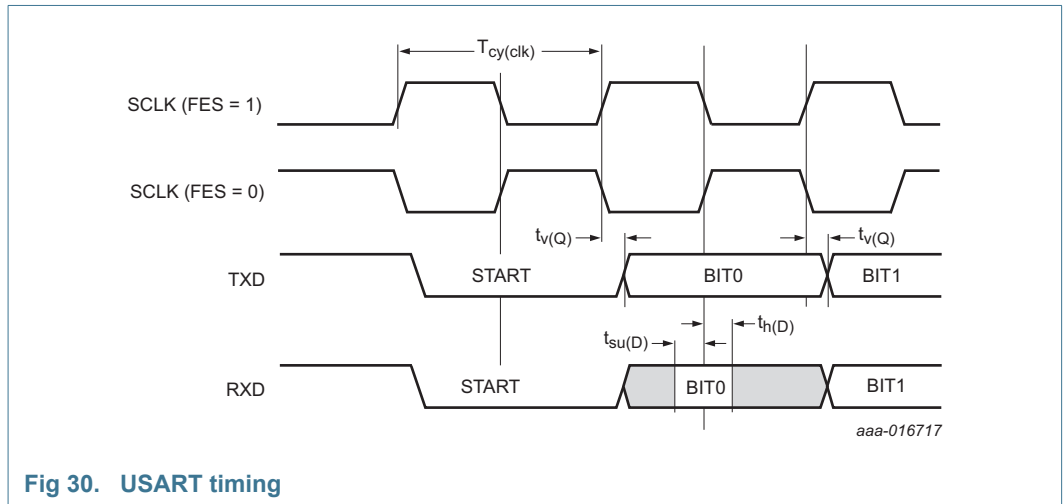 Tcy(clk)
SCLK (FES = 1)
SCLK (FES = 0)
tv(Q)
tv(Q)
TXD
START
BIT0
BIT1
th(D)
tsu(D)
RXD
START
BIT0
BIT1
aaa-016717
Fig 30. USART timing